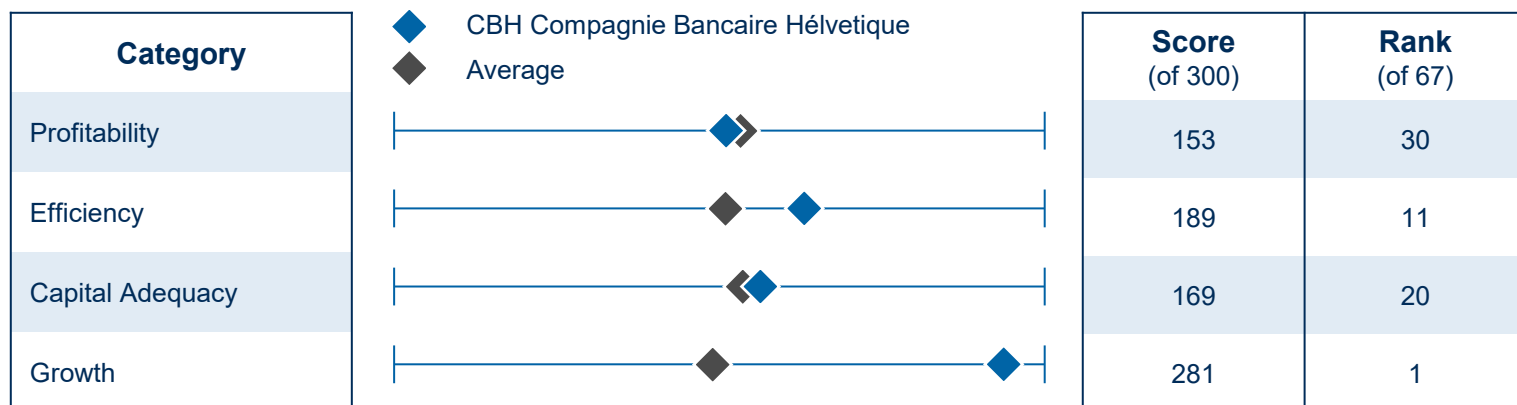 CBH Compagnie Bancaire Hélvetique
Average
Category
Score
(of 300)
Rank
(of 67)
Profitability
153
30
Efficiency
189
11
Capital Adequacy
169
20
Growth
281
1